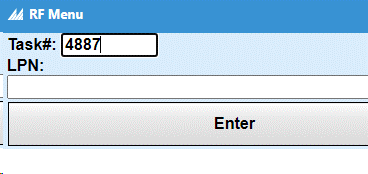 RF Menu
Task#: 4887
LPN:
Enter